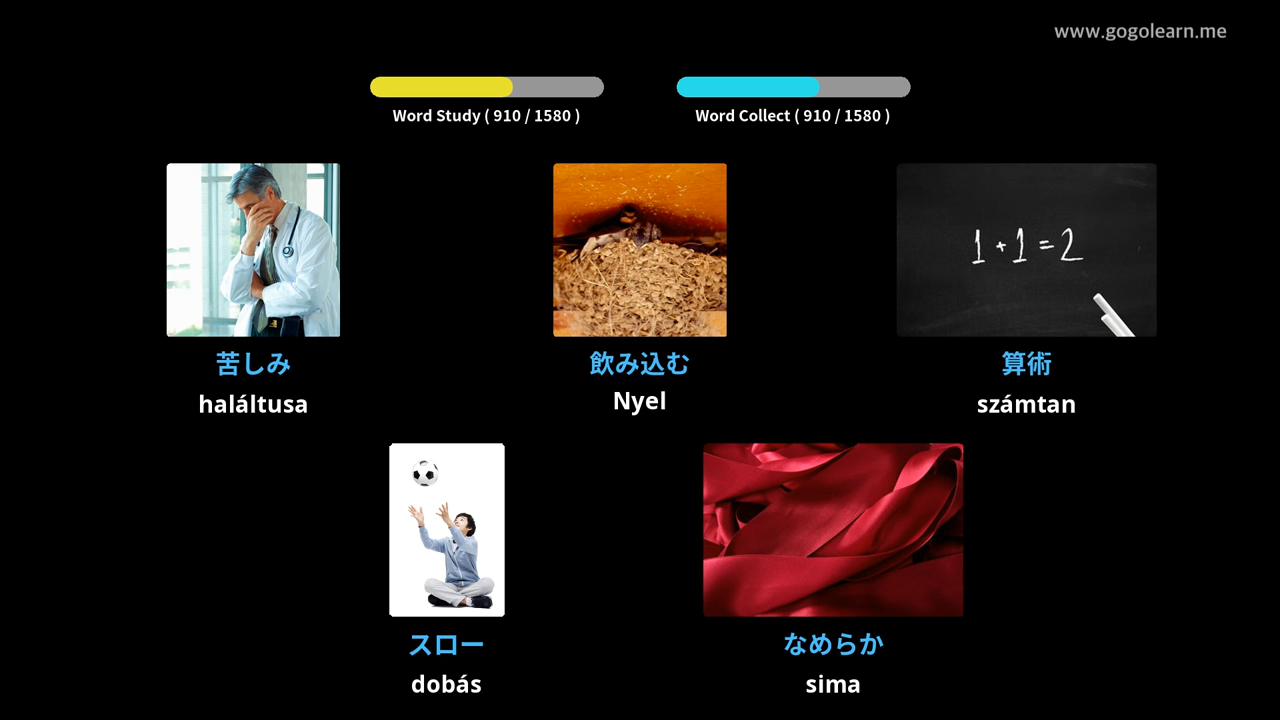 www.gogolearn.me
Word Study ( 910 / 1580 )
Word Collect ( 910 / 1580 )
1 + 1 = 2
苦しみ
飲み込む
算術
haláltusa
Nyel
számtan
スロー
なめらか
dobás
sima